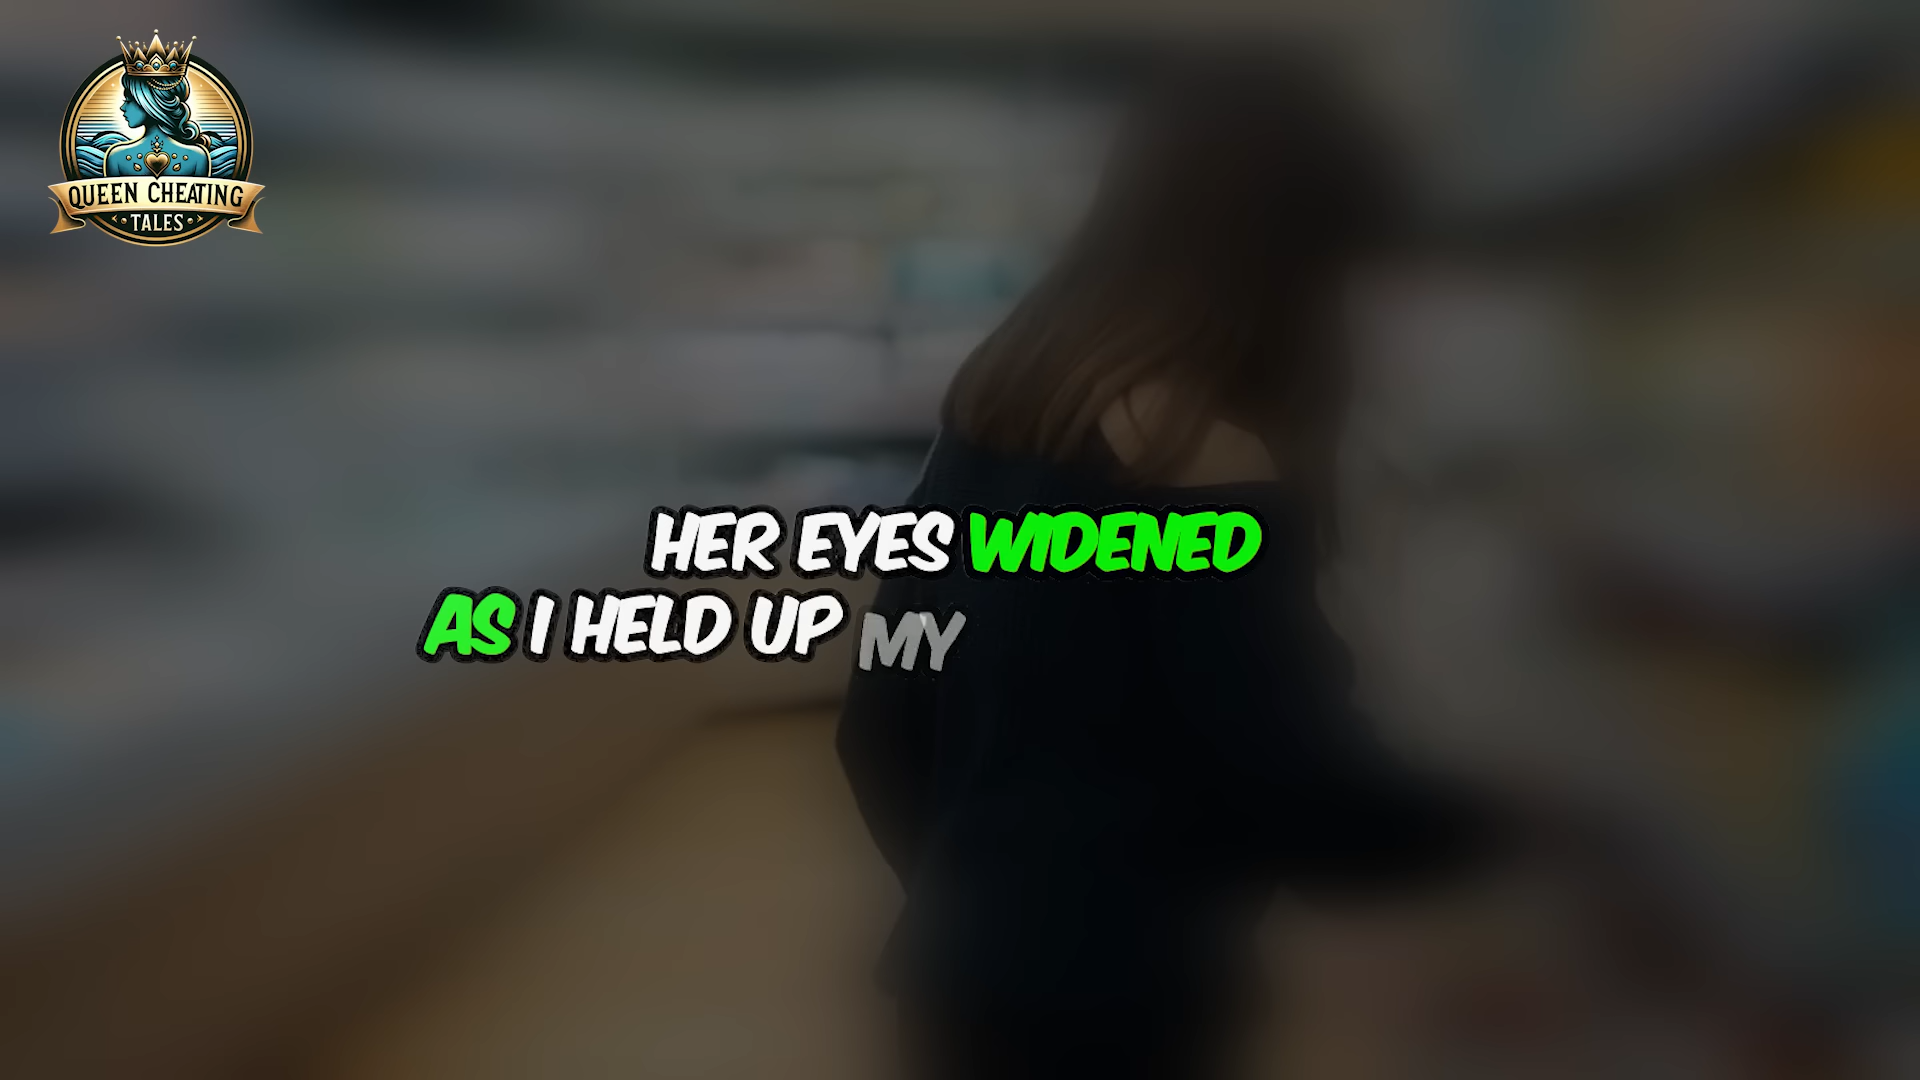 QUEEN CHEATING
TALES
HER EYES WIDENED
AS I HELD UP MY